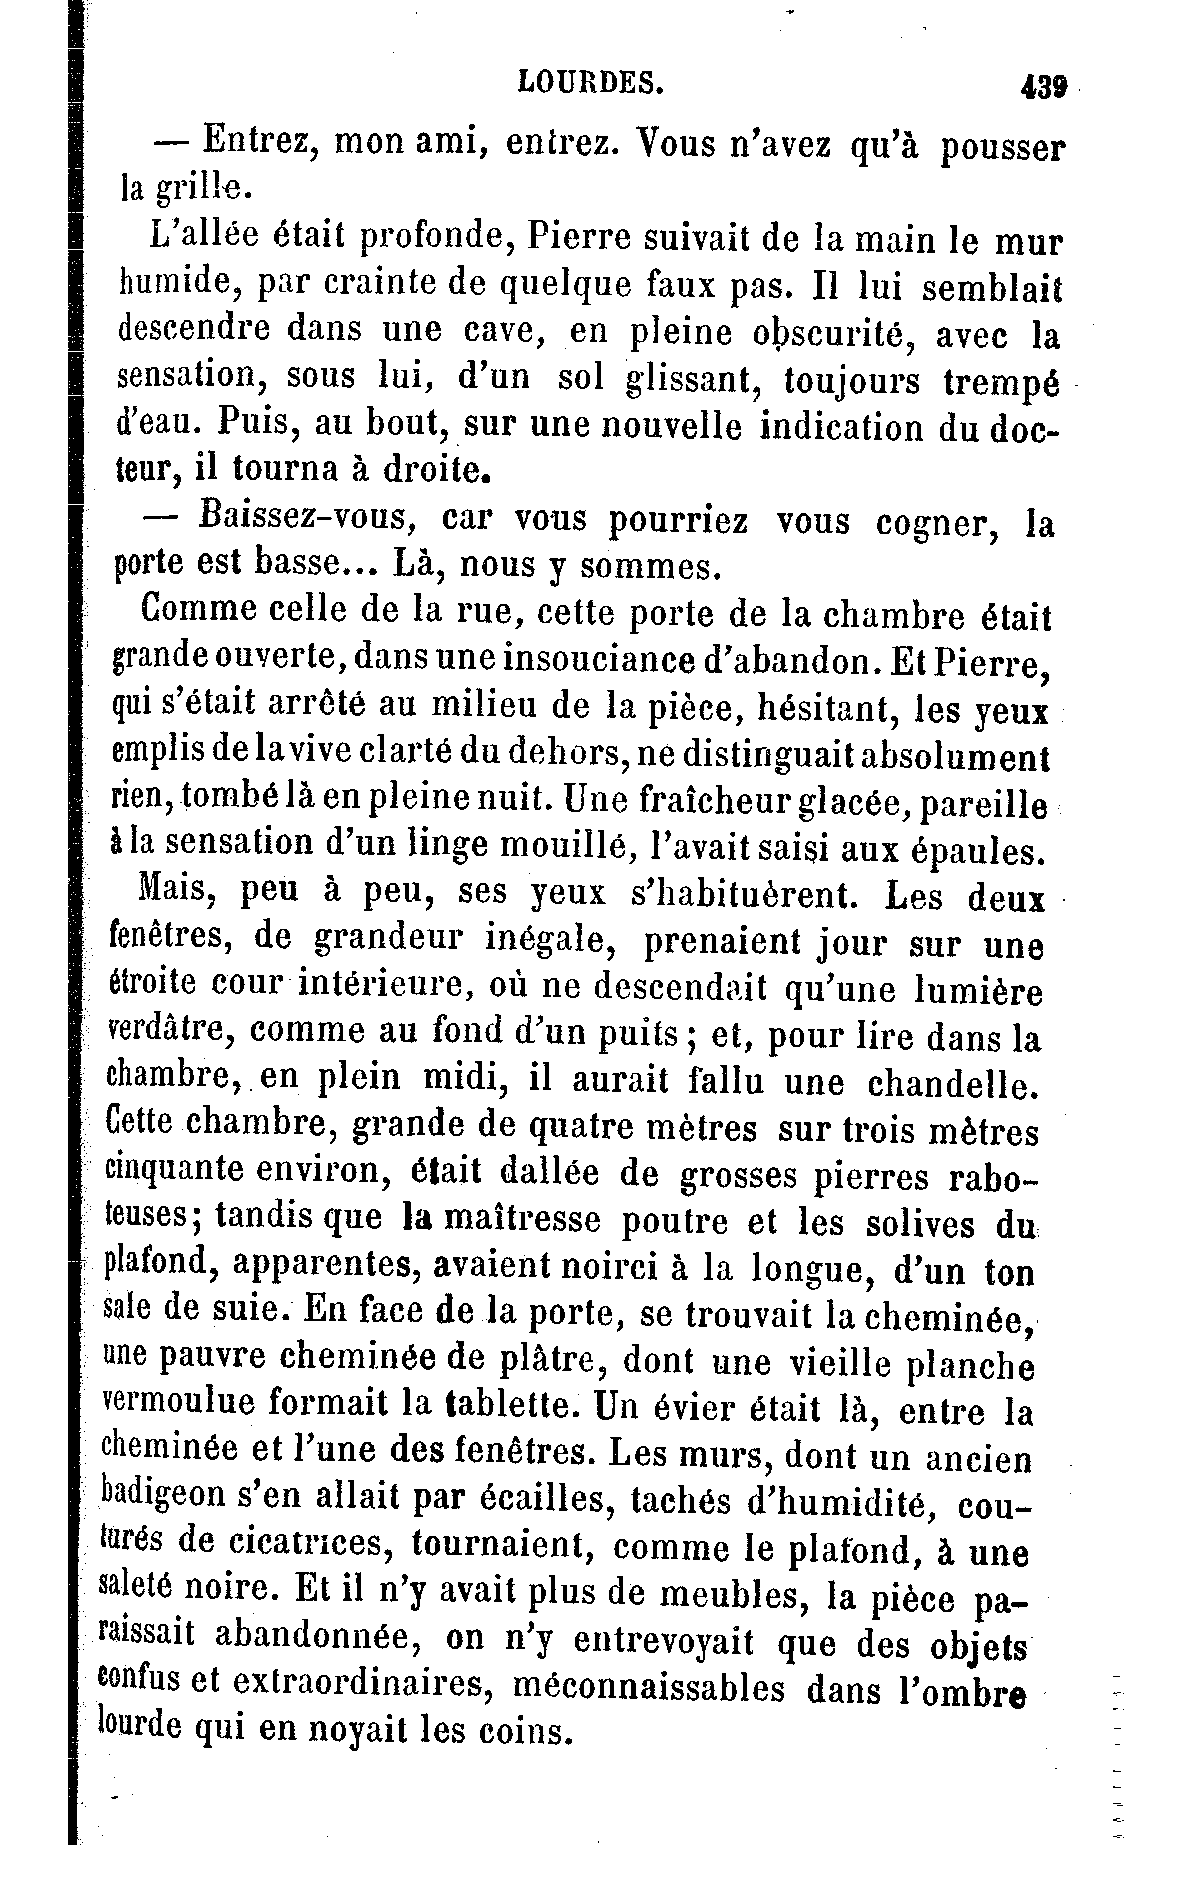 LOURDES. 439
— Entrez, mon ami, entrez. Vous n'avez qu'à pousser
la grille.
L'allée était profonde, Pierre suivait de la main le mur
humide, par crainte de quelque faux pas. Il lui semblait
descendre dans une cave, en pleine obscurité, avec la
sensation, sous lui, d'un sol glissant, toujours trempé
d'eau. Puis, au bout, sur une nouvelle indication du doc-
teur, il tourna à droite.
— Baissez-vous, car vous pourriez vous cogner, la
porte est basse... Là, nous y sommes.
Comme celle de la rue, cette porte de la chambre était
grande ouverte, dans une insouciance d'abandon. Et Pierre,
qui s'était arrêté au milieu de la pièce, hésitant, les yeux
emplis de la vive clarté du dehors, ne distinguait absolument
rien, tombé là en pleine nuit. Une fraîcheur glacée, pareille
à la sensation d'un linge mouillé, l'avait saisi aux épaules.
Mais, peu à peu, ses yeux s'habituèrent. Les deux
fenêtres, de grandeur inégale, prenaient jour sur une
étroite cour intérieure, où ne descendait qu'une lumière
verdâtre, comme au fond d'un puits ; et, pour lire dans la
chambre, en plein midi, il aurait fallu une chandelle.
Cette chambre, grande de quatre mètres sur trois mètres
cinquante environ, était dallée de grosses pierres rabo-
teuses; tandis que la maîtresse poutre et les solives du
plafond, apparentes, avaient noirci à la longue, d'un ton
sale de suie. En face de la porte, se trouvait la cheminée,
une pauvre cheminée de plâtre, dont une vieille planche
vermoulue formait la tablette. Un évier était là, entre la
cheminée et l'une des fenêtres. Les murs, dont un ancien
badigeon s'en allait par écailles, tachés d'humidité, cou-
turés de cicatrices, tournaient, comme le plafond, à une
saleté noire. Et il n'y avait plus de meubles, la pièce pa-
raissait abandonnée, on n'y entrevoyait que des objets
confus et extraordinaires, méconnaissables dans l'ombre
lourde qui en noyait les coins.